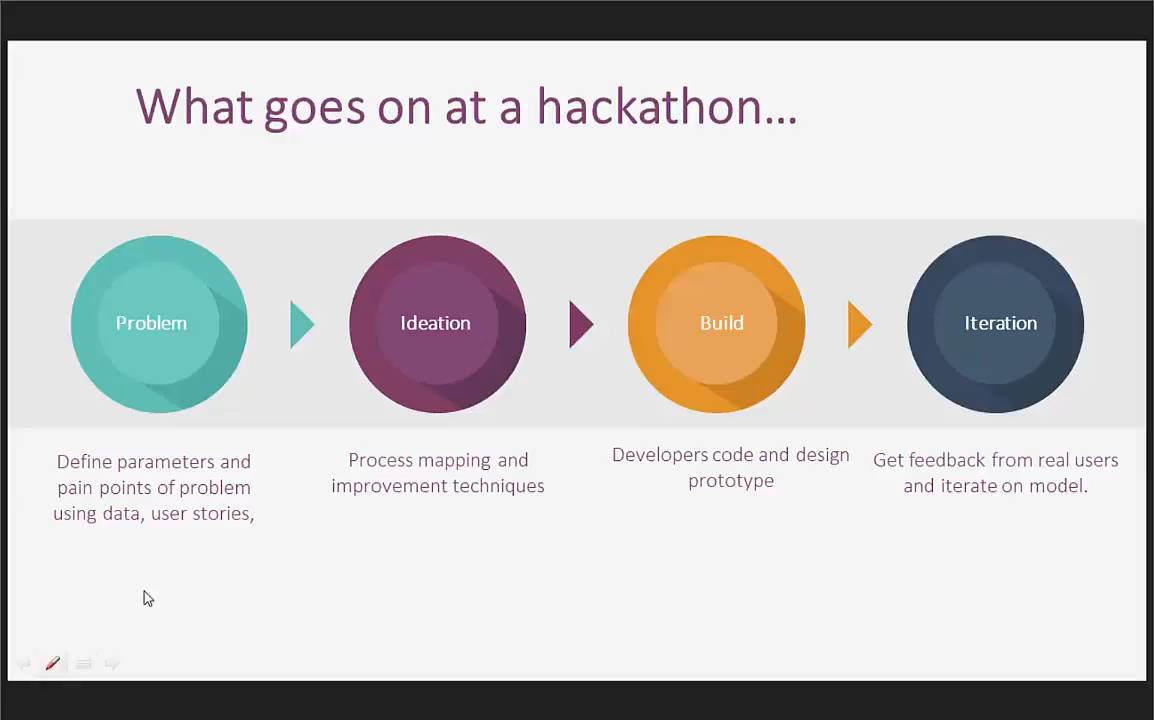 What goes on at a hackathon...
Problem
Ideation
Build
Iteration
Define parameters and
pain points of problem
using data, user stories,
Process mapping and
improvement techniques
Developers code and design
prototype
Get feedback from real users
and iterate on model.